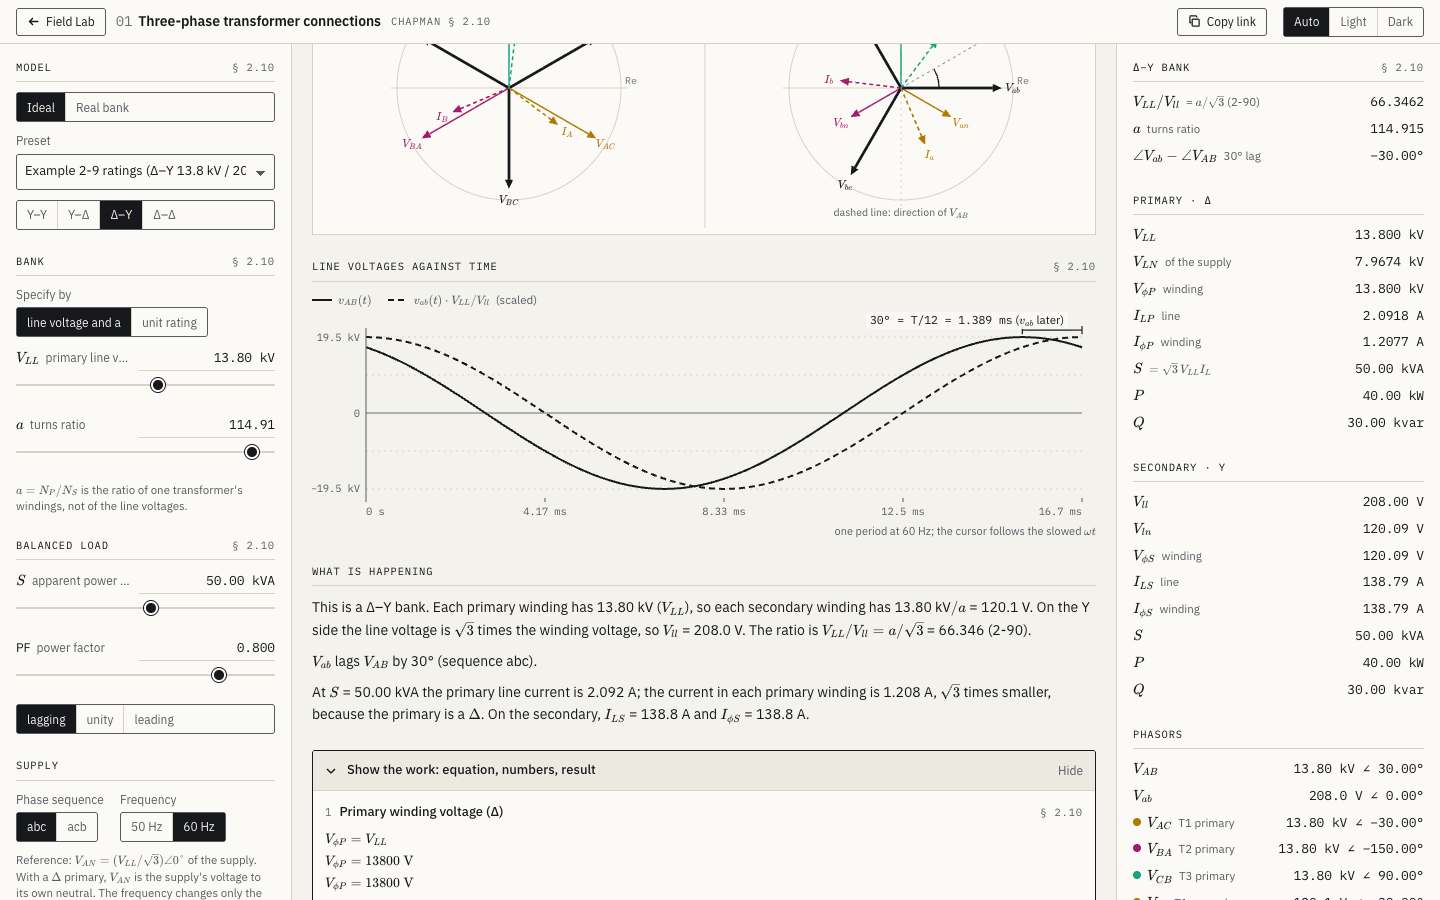 ← Field Lab
01 Three-phase transformer connections CHAPMAN § 2.10
Copy link
Auto Light Dark
MODEL § 2.10
Ideal Real bank
Preset
Example 2-9 ratings (Δ–Y 13.8 kV / 20
Y–Y Y–Δ Δ–Y Δ–Δ
BANK § 2.10
Specify by
line voltage and a unit rating
V_LL primary line v... 13.80 kV
a turns ratio 114.91
a = N_P/N_S is the ratio of one transformer's
windings, not of the line voltages.
BALANCED LOAD § 2.10
S apparent power ... 50.00 kVA
PF power factor 0.800
lagging unity leading
SUPPLY
Phase sequence Frequency
abc acb 50 Hz 60 Hz
Reference: V_AN = (V_LL/√3)∠0° of the supply.
With a Δ primary, V_AN is the supply's voltage to
its own neutral. The frequency changes only the
Re
I_B
I_A
V_BA
V_AC
V_BC
Re
I_b
V_ab
V_bn
V_an
I_a
V_bc
dashed line: direction of V_AB
LINE VOLTAGES AGAINST TIME § 2.10
v_AB(t) v_ab(t) · V_LL/V_ll (scaled)
30° = T/12 = 1.389 ms (v_ab later)
19.5 kV
0
−19.5 kV
0 s 4.17 ms 8.33 ms 12.5 ms 16.7 ms
one period at 60 Hz; the cursor follows the slowed ωt
WHAT IS HAPPENING
This is a Δ–Y bank. Each primary winding has 13.80 kV (V_LL), so each secondary winding has 13.80 kV/a = 120.1 V. On the Y
side the line voltage is √3 times the winding voltage, so V_ll = 208.0 V. The ratio is V_LL/V_ll = a/√3 = 66.346 (2-90).
V_ab lags V_AB by 30° (sequence abc).
At S = 50.00 kVA the primary line current is 2.092 A; the current in each primary winding is 1.208 A, √3 times smaller,
because the primary is a Δ. On the secondary, I_LS = 138.8 A and I_ϕS = 138.8 A.
Show the work: equation, numbers, result Hide
1 Primary winding voltage (Δ) § 2.10
V_ϕP = V_LL
V_ϕP = 13800 V
V_ϕP = 13800 V
Δ–Y BANK § 2.10
V_LL/V_ll = a/√3 (2-90) 66.3462
a turns ratio 114.915
∠V_ab − ∠V_AB 30° lag −30.00°
PRIMARY · Δ
V_LL 13.800 kV
V_LN of the supply 7.9674 kV
V_ϕP winding 13.800 kV
I_LP line 2.0918 A
I_ϕP winding 1.2077 A
S = √3 V_LL I_L 50.00 kVA
P 40.00 kW
Q 30.00 kvar
SECONDARY · Y
V_ll 208.00 V
V_ln 120.09 V
V_ϕS winding 120.09 V
I_LS line 138.79 A
I_ϕS winding 138.79 A
S 50.00 kVA
P 40.00 kW
Q 30.00 kvar
PHASORS
V_AB 13.80 kV ∠ 30.00°
V_ab 208.0 V ∠ 0.00°
V_AC T1 primary 13.80 kV ∠ −30.00°
V_BA T2 primary 13.80 kV ∠ −150.00°
V_CB T3 primary 13.80 kV ∠ 90.00°